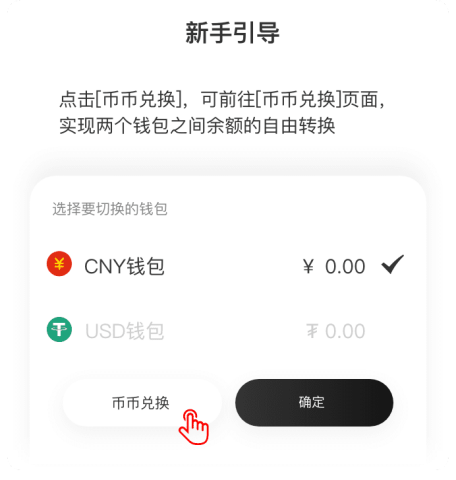 新手引导
点击[币币兑换]，可前往[币币兑换]页面，
实现两个钱包之间余额的自由转换
选择要切换的钱包
¥ CNY钱包 ¥ 0.00
₮ USD钱包 ₮ 0.00
币币兑换 确定